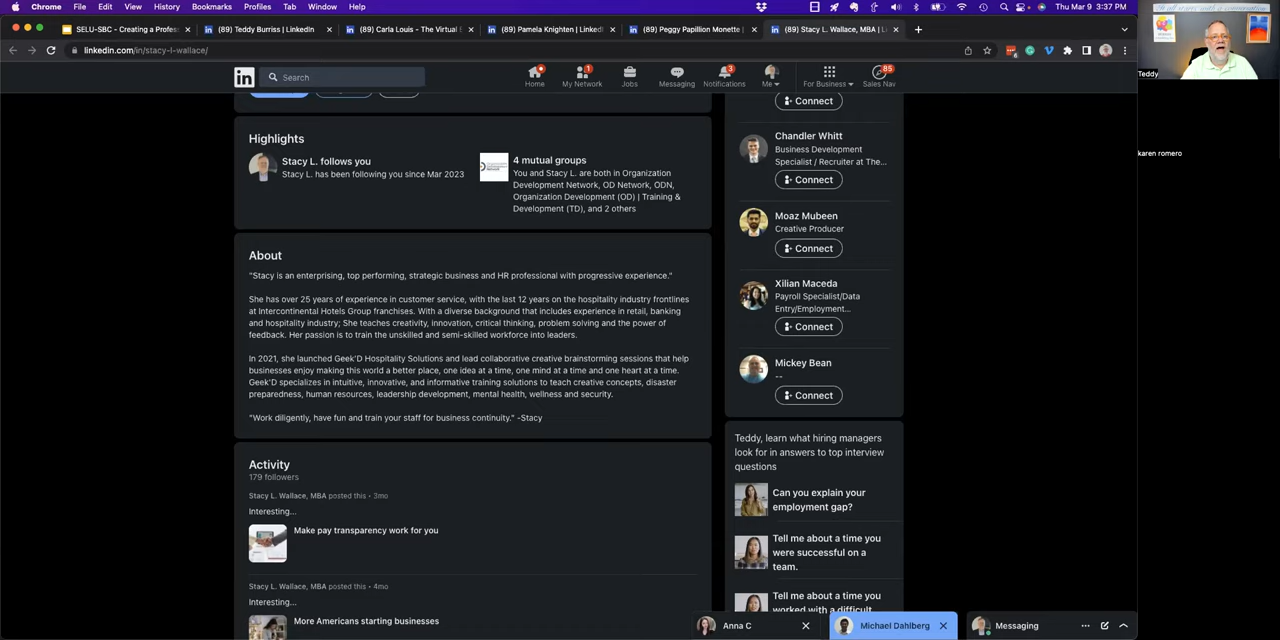 Chrome File Edit View History Bookmarks Profiles Tab Window Help
Thu Mar 9 3:37 PM
SELU-SBC - Creating a Profes
(89) Teddy Burriss | LinkedIn
(89) Carla Louis - The Virtual
(89) Pamela Knighten | LinkedI
(89) Peggy Papillion Monette |
(89) Stacy L. Wallace, MBA | Li
linkedin.com/in/stacy-l-wallace/
in
Search
1
3
85
Home
My Network
Jobs
Messaging
Notifications
Me
For Business
Sales Nav
Highlights
Stacy L. follows you
Stacy L. has been following you since Mar 2023
4 mutual groups
You and Stacy L. are both in Organization
Development Network, OD Network, ODN,
Organization Development (OD) | Training &
Development (TD), and 2 others
About
"Stacy is an enterprising, top performing, strategic business and HR professional with progressive experience."
She has over 25 years of experience in customer service, with the last 12 years on the hospitality industry frontlines
at Intercontinental Hotels Group franchises. With a diverse background that includes experience in retail, banking
and hospitality industry; She teaches creativity, innovation, critical thinking, problem solving and the power of
feedback. Her passion is to train the unskilled and semi-skilled workforce into leaders.
In 2021, she launched Geek'D Hospitality Solutions and lead collaborative creative brainstorming sessions that help
businesses enjoy making this world a better place, one idea at a time, one mind at a time and one heart at a time.
Geek'D specializes in intuitive, innovative, and informative training solutions to teach creative concepts, disaster
preparedness, human resources, leadership development, mental health, wellness and security.
"Work diligently, have fun and train your staff for business continuity." -Stacy
Activity
179 followers
Stacy L. Wallace, MBA posted this • 3mo
Interesting...
Make pay transparency work for you
Stacy L. Wallace, MBA posted this • 4mo
Interesting...
More Americans starting businesses
Connect
Chandler Whitt
Business Development
Specialist / Recruiter at The...
Connect
Moaz Mubeen
Creative Producer
Connect
Xilian Maceda
Payroll Specialist/Data
Entry/Employment...
Connect
Mickey Bean
--
Connect
Teddy, learn what hiring managers
look for in answers to top interview
questions
Can you explain your
employment gap?
Tell me about a time you
were successful on a
team.
Tell me about a time you
worked with a difficult
Anna C
Michael Dahlberg
Messaging
Teddy
karen romero